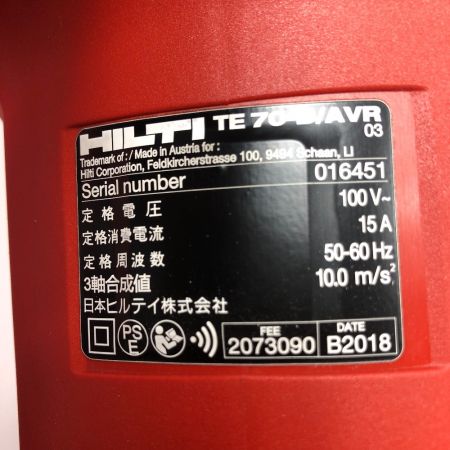 HILTI TE 70-/AVR
03
Trademark of : / Made in Austria for :
Hilti Corporation, Feldkircherstrasse 100, 9494 Schaan, LI
Serial number 016451
定格電圧 100 V~
定格消費電流 15 A
定格周波数 50-60 Hz
3軸合成値 10.0 m/s²
日本ヒルテイ株式会社
PS E FEE 2073090 DATE B2018